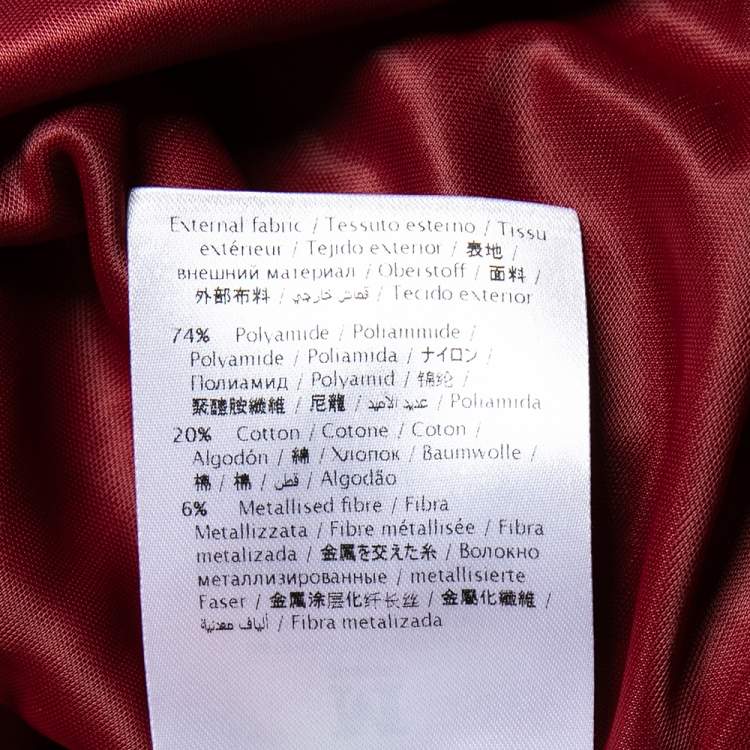 External fabric / Tessuto esterno / Tissu
extérieur / Tejido exterior / 表地 /
внешний материал / Oberstoff / 面料 /
外部布料 / قماش خارجي / Tecido exterior
74% Polyamide / Poliammide /
Polyamide / Poliamida / ナイロン /
Полиамид / Polyamid / 锦纶 /
聚醯胺纖維 / 尼龍 / عديد الاميد / Poliamida
20% Cotton / Cotone / Coton /
Algodón / 綿 / Хлопок / Baumwolle /
棉 / 棉 / قطن / Algodão
6% Metallised fibre / Fibra
Metallizzata / Fibre métallisée / Fibra
metalizada / 金属を交えた糸 / Волокно
металлизированные / metallisierte
Faser / 金属涂层化纤长丝 / 金屬化纖維 /
ألياف معدنية / Fibra metalizada